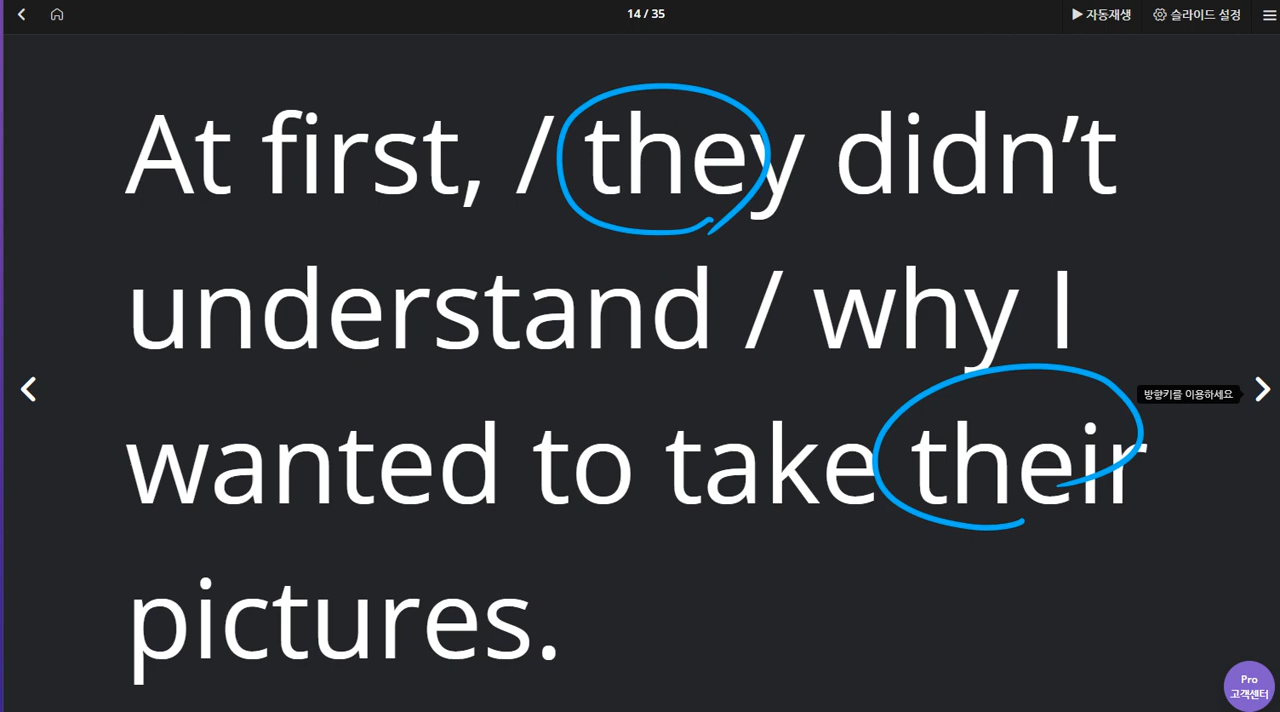 14 / 35
자동재생
슬라이드 설정
At first, / they didn’t
understand / why I
wanted to take their
pictures.
방향키를 이용하세요
Pro
고객센터